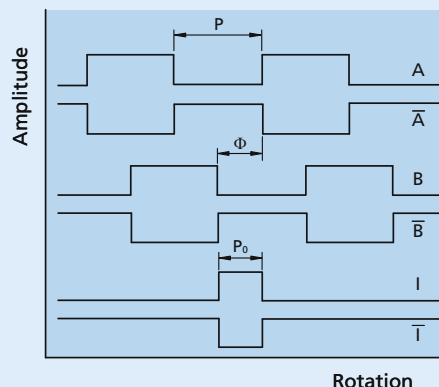 P
A
A̅
Φ
B
B̅
P₀
I
I̅
Amplitude
Rotation